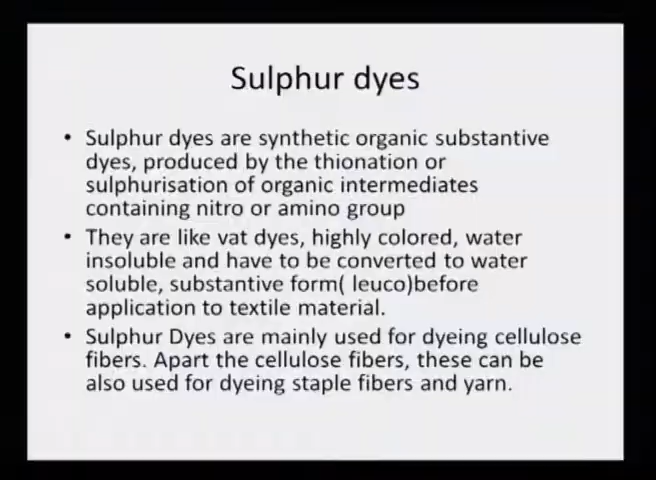 Sulphur dyes
• Sulphur dyes are synthetic organic substantive
dyes, produced by the thionation or
sulphurisation of organic intermediates
containing nitro or amino group
• They are like vat dyes, highly colored, water
insoluble and have to be converted to water
soluble, substantive form( leuco)before
application to textile material.
• Sulphur Dyes are mainly used for dyeing cellulose
fibers. Apart the cellulose fibers, these can be
also used for dyeing staple fibers and yarn.